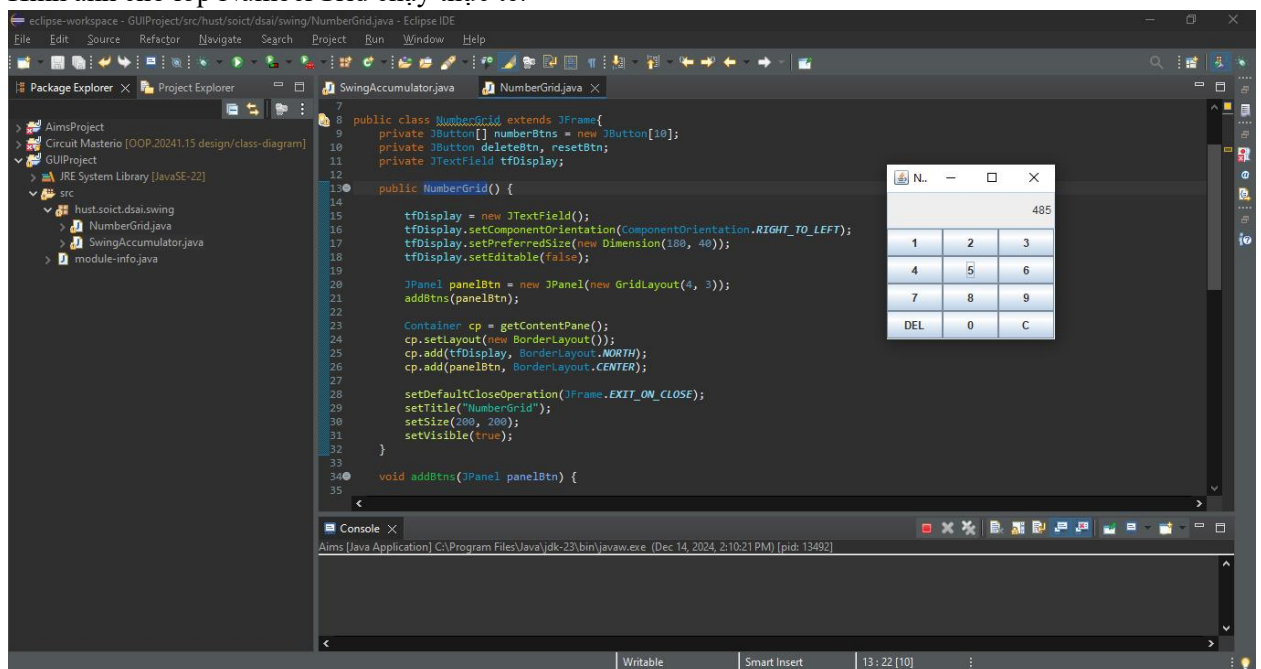 eclipse-workspace - GUIProject/src/hust/soict/dsai/swing/NumberGrid.java - Eclipse IDE
File Edit Source Refactor Navigate Search Project Run Window Help
Package Explorer Project Explorer
SwingAccumulator.java NumberGrid.java
AimsProject
Circuit Masterio [OOP.20241.15 design/class-diagram]
GUIProject
JRE System Library [JavaSE-22]
src
hust.soict.dsai.swing
NumberGrid.java
SwingAccumulator.java
module-info.java
7
8 public class NumberGrid extends JFrame{
9 private JButton[] numberBtns = new JButton[10];
10 private JButton deleteBtn, resetBtn;
11 private JTextField tfDisplay;
12
13 public NumberGrid() {
14
15 tfDisplay = new JTextField();
16 tfDisplay.setComponentOrientation(ComponentOrientation.RIGHT_TO_LEFT);
17 tfDisplay.setPreferredSize(new Dimension(180, 40));
18 tfDisplay.setEditable(false);
19
20 JPanel panelBtn = new JPanel(new GridLayout(4, 3));
21 addBtns(panelBtn);
22
23 Container cp = getContentPane();
24 cp.setLayout(new BorderLayout());
25 cp.add(tfDisplay, BorderLayout.NORTH);
26 cp.add(panelBtn, BorderLayout.CENTER);
27
28 setDefaultCloseOperation(JFrame.EXIT_ON_CLOSE);
29 setTitle("NumberGrid");
30 setSize(200, 200);
31 setVisible(true);
32 }
33
34 void addBtns(JPanel panelBtn) {
35
N..
485
1 2 3
4 5 6
7 8 9
DEL 0 C
Console
Aims [Java Application] C:\Program Files\Java\jdk-23\bin\javaw.exe (Dec 14, 2024, 2:10:21 PM) [pid: 13492]
Writable Smart Insert 13 : 22 [10]